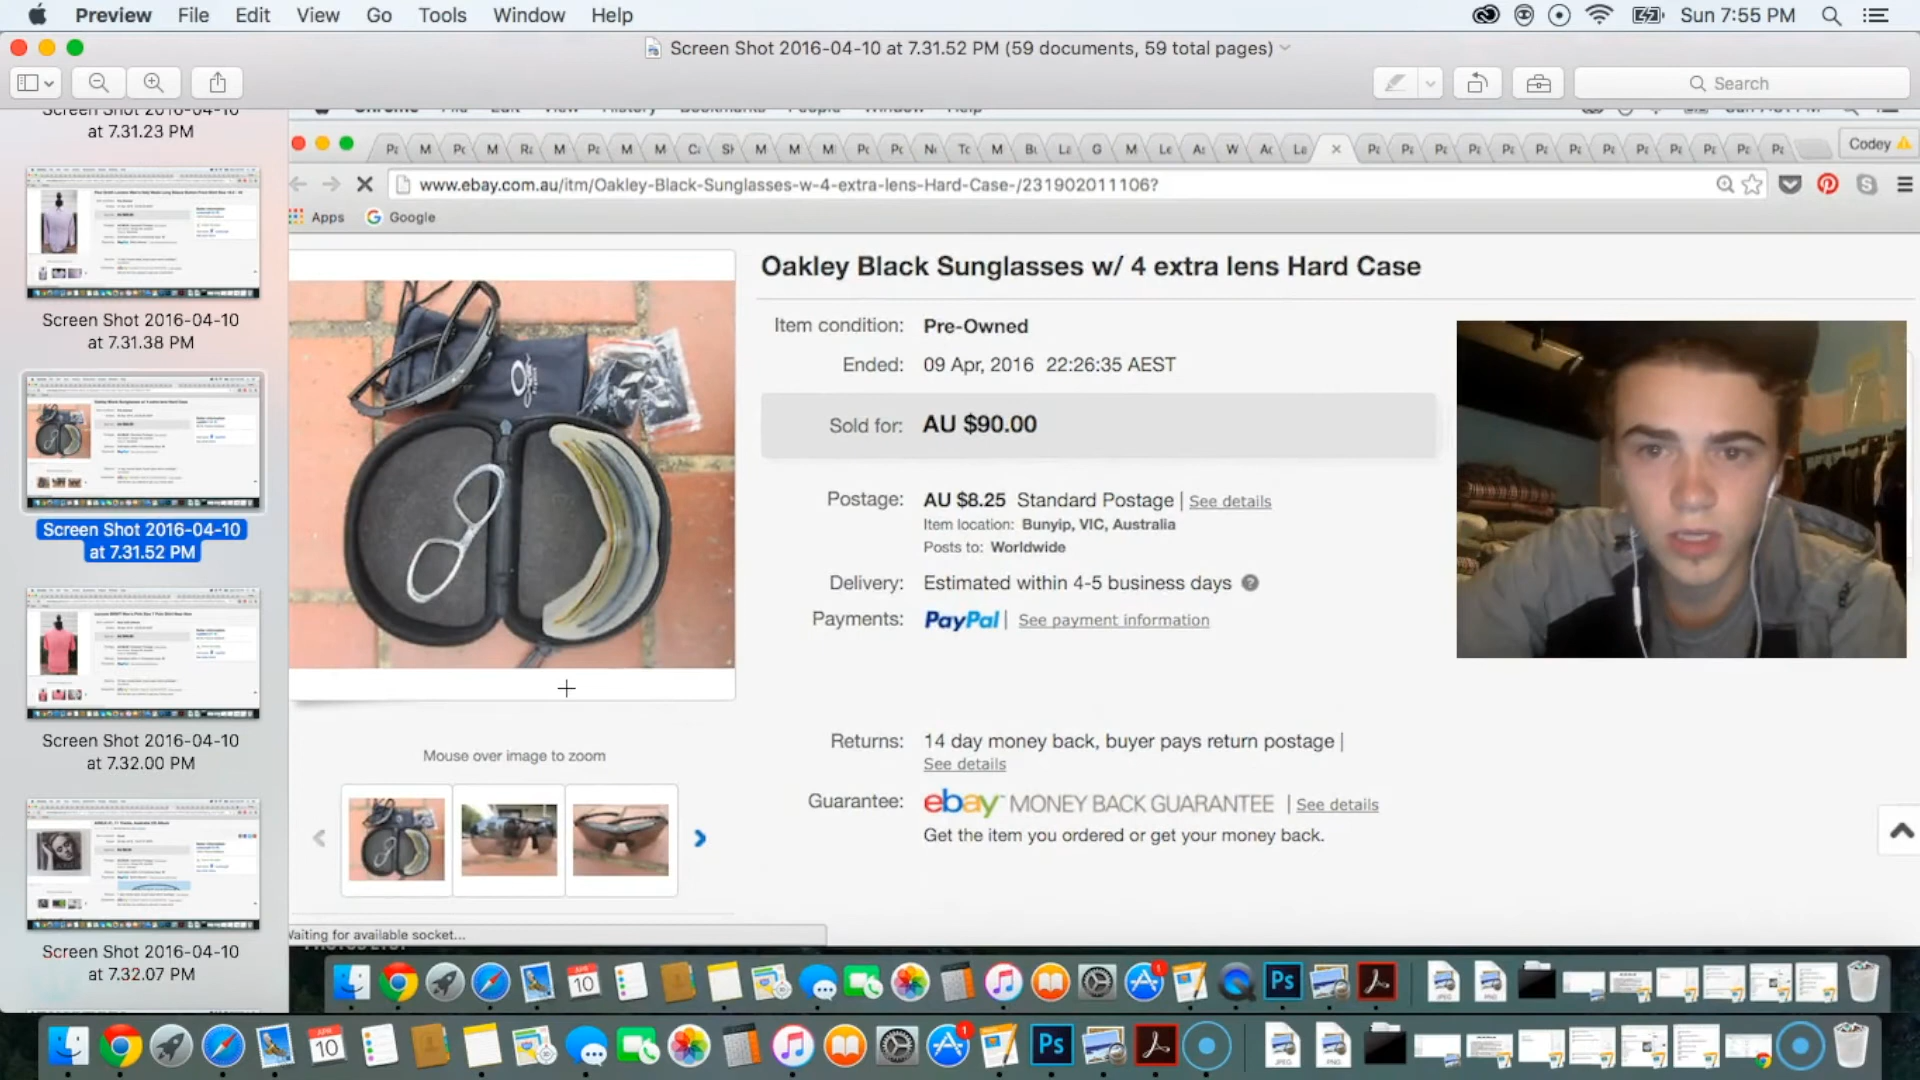 Preview File Edit View Go Tools Window Help
Sun 7:55 PM
Screen Shot 2016-04-10 at 7.31.52 PM (59 documents, 59 total pages)
Search
Screen Shot 2016-04-10
at 7.31.23 PM
Screen Shot 2016-04-10
at 7.31.38 PM
Screen Shot 2016-04-10
at 7.31.52 PM
Screen Shot 2016-04-10
at 7.32.00 PM
Screen Shot 2016-04-10
at 7.32.07 PM
Codey
www.ebay.com.au/itm/Oakley-Black-Sunglasses-w-4-extra-lens-Hard-Case-/231902011106?
Apps Google
Oakley Black Sunglasses w/ 4 extra lens Hard Case
Item condition: Pre-Owned
Ended: 09 Apr, 2016 22:26:35 AEST
Sold for: AU $90.00
Postage: AU $8.25 Standard Postage | See details
Item location: Bunyip, VIC, Australia
Posts to: Worldwide
Delivery: Estimated within 4-5 business days
Payments: PayPal | See payment information
Returns: 14 day money back, buyer pays return postage |
See details
Guarantee: ebay MONEY BACK GUARANTEE | See details
Get the item you ordered or get your money back.
Mouse over image to zoom
Waiting for available socket...